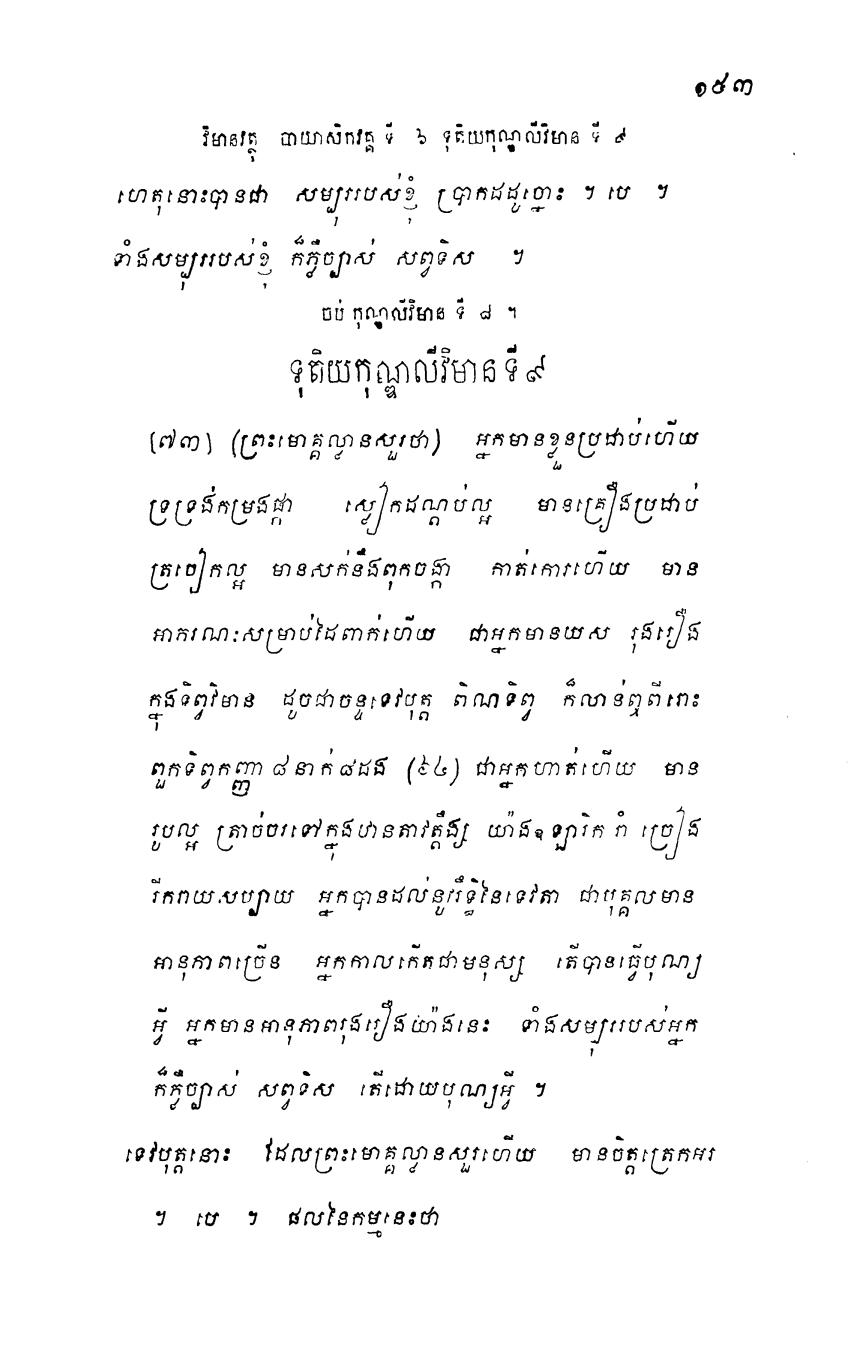 ១៥៣
វិមានវត្ថុ បាយាសិកវគ្គ ទី ៦ ទុតិយកុណ្ឌលីវិមាន ទី ៩
ហេតុនោះបានជា សម្បុររបស់ខ្ញុំ ប្រាកដដូច្នោះ ។ បេ ។
ទាំងសម្បុររបស់ខ្ញុំ ក៏ភ្លឺច្បាស់ សព្វទិស ។
ចប់ កុណ្ឌលីវិមាន ទី ៨ ។
ទុតិយកុណ្ឌលីវិមានទី៩
[៧៣] (ព្រះមោគ្គល្លានសួរថា) អ្នកមានខ្លួនប្រដាប់ហើយ
ទ្រទ្រង់កម្រងផ្កា ស្លៀកដណ្តប់ល្អ មានគ្រឿងប្រដាប់
ត្រចៀកល្អ មានសក់នឹងពុកចង្កា កាត់កោរហើយ មាន
អាភរណៈសម្រាប់ដៃពាក់ហើយ ជាអ្នកមានយស រុងរឿង
ក្នុងទិព្វវិមាន ដូចជាចន្ទទេវបុត្ត ពិណទិព្វ ក៏លាន់ឮពីរោះ
ពួកទិព្វកញ្ញា ៨នាក់៨ដង (៩៤) ជាអ្នកហាត់ហើយ មាន
រូបល្អ ត្រាច់ចរទៅក្នុងឋានតាវត្តឹង្ស យ៉ាងឧឡារិក រាំ ច្រៀង
រីករាយសប្បាយ អ្នកបានដល់នូវឫទ្ធិនៃទេវតា ជាបុគ្គលមាន
អានុភាពច្រើន អ្នកកាលកើតជាមនុស្ស តើបានធ្វើបុណ្យ
អ្វី អ្នកមានអានុភាពរុងរឿងយ៉ាងនេះ ទាំងសម្បុររបស់អ្នក
ក៏ភ្លឺច្បាស់ សព្វទិស តើដោយបុណ្យអ្វី ។
ទេវបុត្តនោះ ដែលព្រះមោគ្គល្លានសួរហើយ មានចិត្តត្រេកអរ
។ បេ ។ ផលនៃកម្មនេះថា